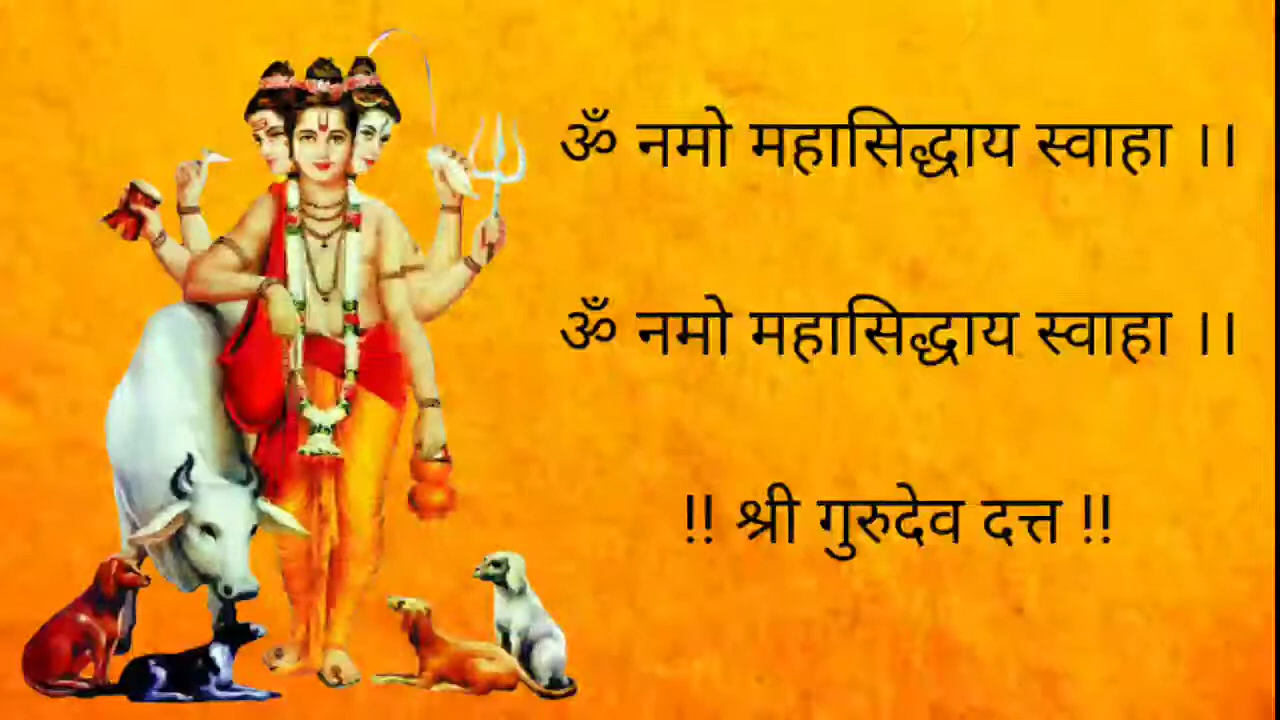 ॐ नमो महासिद्धाय स्वाहा ।।
ॐ नमो महासिद्धाय स्वाहा ।।
!! श्री गुरुदेव दत्त !!